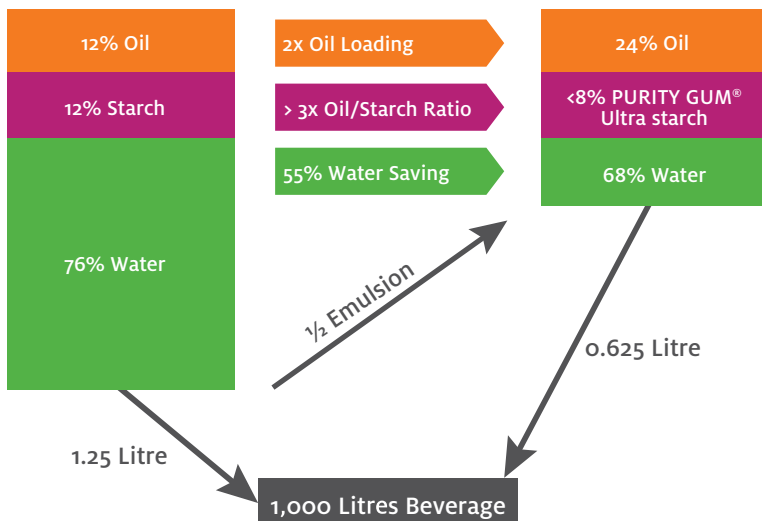 12% Oil
2x Oil Loading
24% Oil
12% Starch
> 3x Oil/Starch Ratio
<8% PURITY GUM®
Ultra starch
55% Water Saving
68% Water
76% Water
½ Emulsion
0.625 Litre
1.25 Litre
1,000 Litres Beverage